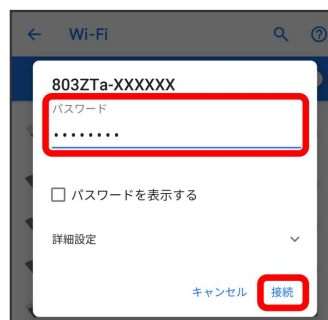 Wi-Fi
803ZTa-XXXXXX
パスワード
••••••••
パスワードを表示する
詳細設定
キャンセル 接続